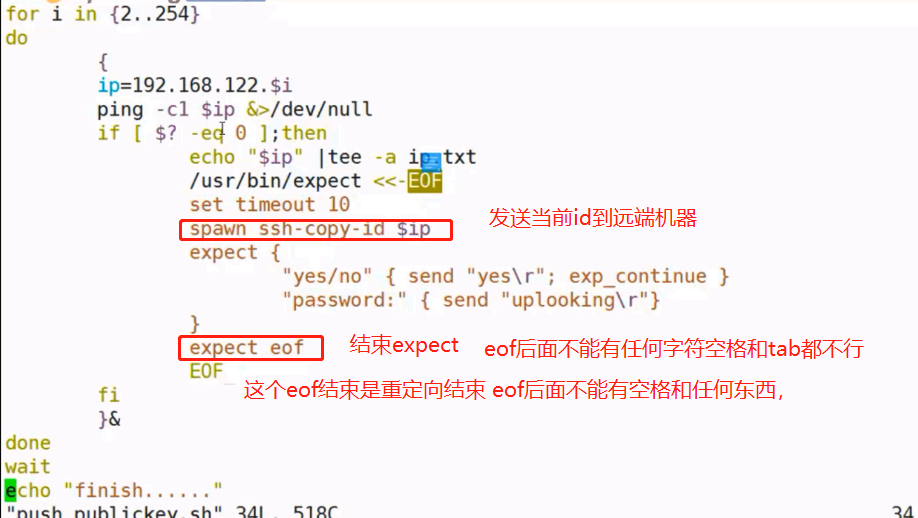 for i in {2..254}
do
{
ip=192.168.122.$i
ping -c1 $ip &>/dev/null
if [ $? -eq 0 ];then
echo "$ip" |tee -a ip.txt
/usr/bin/expect <<-EOF
set timeout 10
spawn ssh-copy-id $ip
发送当前id到远端机器
expect {
"yes/no" { send "yes\r"; exp_continue }
"password:" { send "uplooking\r"}
}
expect eof
结束expect
eof后面不能有任何字符空格和tab都不行
EOF
这个eof结束是重定向结束 eof后面不能有空格和任何东西,
fi
}&
done
wait
echo "finish......"
"push_publickey.sh" 34L, 518C
34